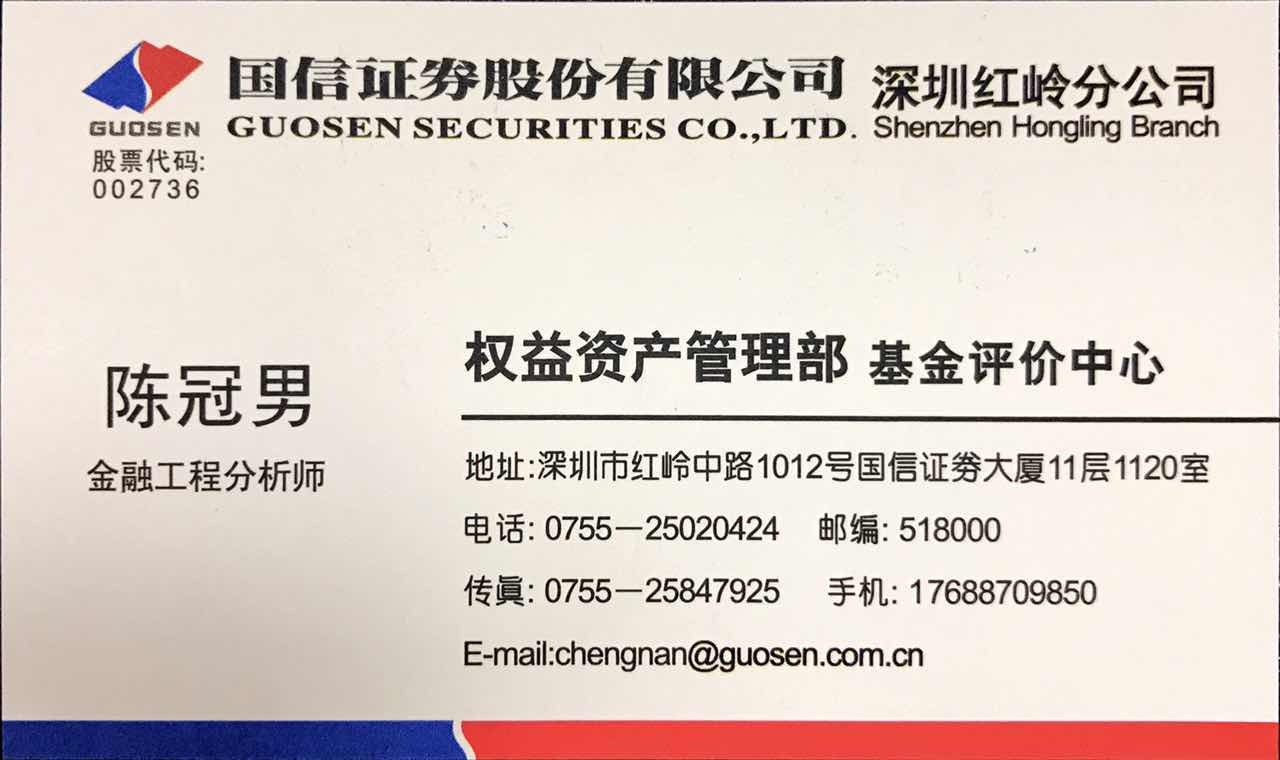 国信证券股份有限公司 深圳红岭分公司
GUOSEN GUOSEN SECURITIES CO.,LTD. Shenzhen Hongling Branch
股票代码:
002736
权益资产管理部 基金评价中心
陈冠男
金融工程分析师
地址:深圳市红岭中路1012号国信证券大厦11层1120室
电话: 0755－25020424 邮编: 518000
传真: 0755－25847925 手机: 17688709850
E-mail:chengnan@guosen.com.cn